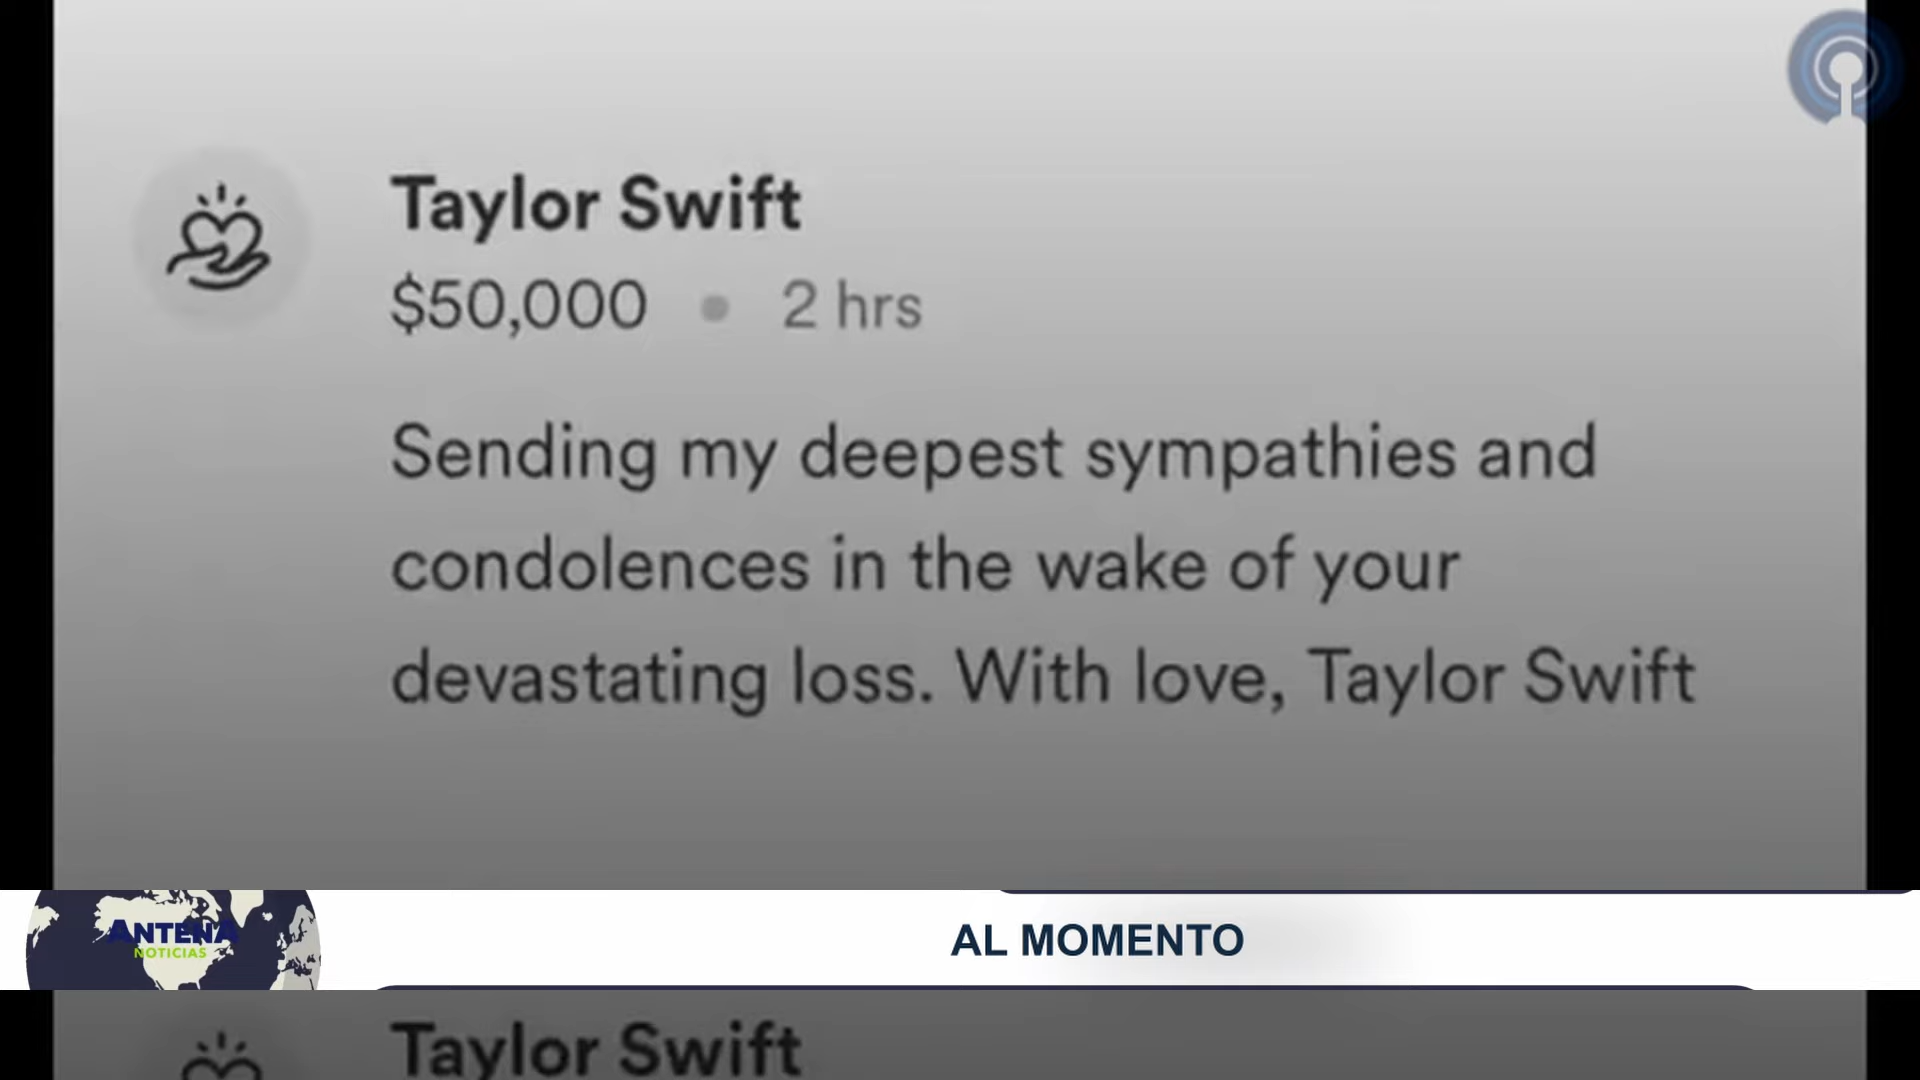 Taylor Swift
$50,000 • 2 hrs
Sending my deepest sympathies and
condolences in the wake of your
devastating loss. With love, Taylor Swift
ANTENA
NOTICIAS
AL MOMENTO
Taylor Swift